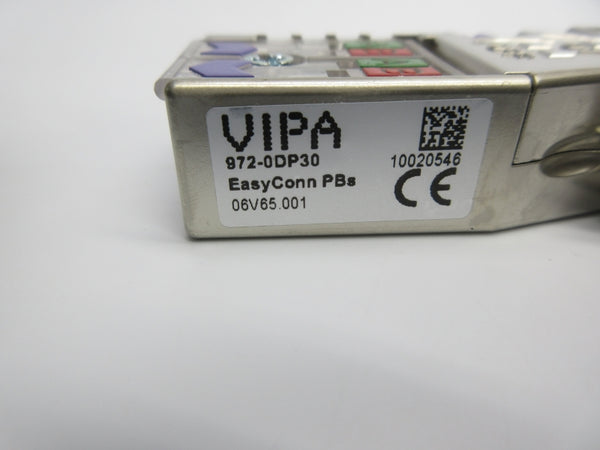 VIPA
972-0DP30 10020546
EasyConn PBs
06V65.001
CE